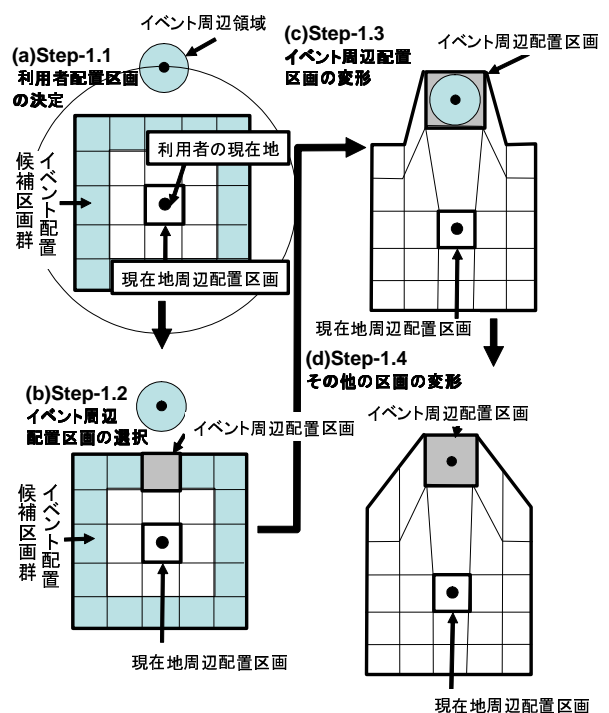 (a)Step-1.1
利用者配置区画
の決定
イベント周辺領域
利用者の現在地
イベント配置
候補区画群
現在地周辺配置区画
(b)Step-1.2
イベント周辺
配置区画の選択
イベント周辺配置区画
イベント配置
候補区画群
現在地周辺配置区画
(c)Step-1.3
イベント周辺配置
区画の変形
イベント周辺配置区画
現在地周辺配置区画
(d)Step-1.4
その他の区画の変形
イベント周辺配置区画
現在地周辺配置区画